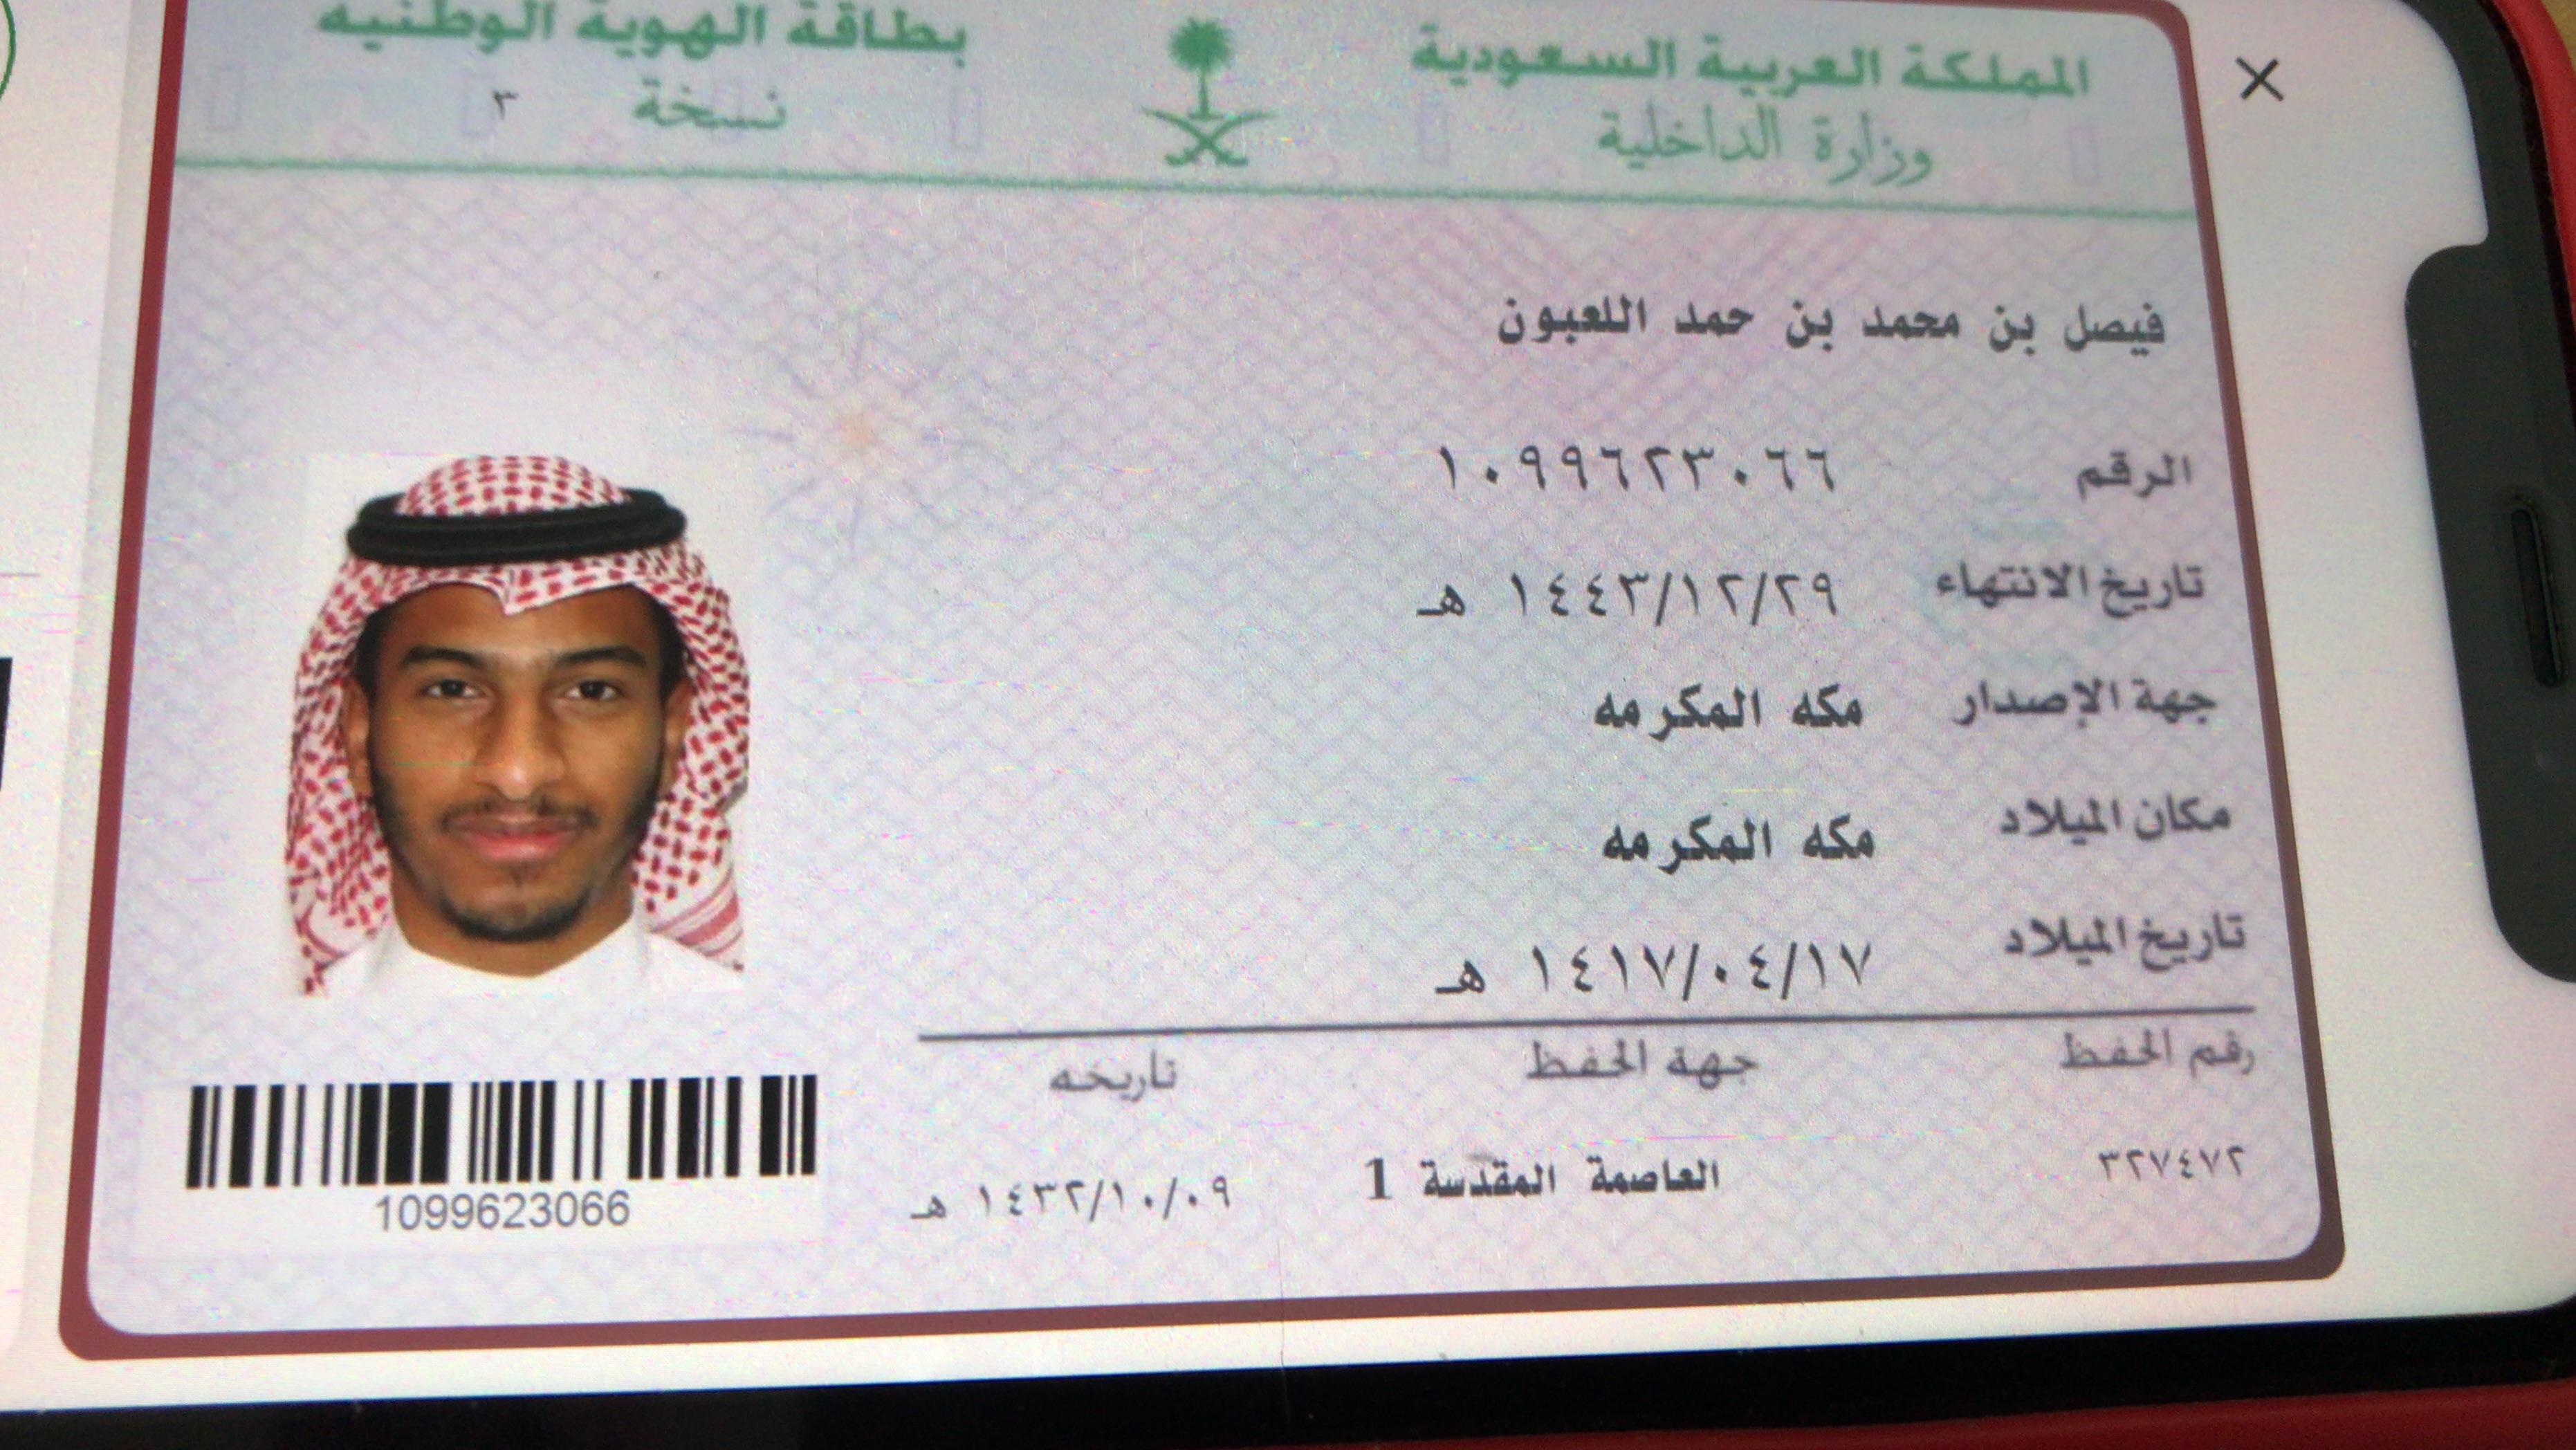 المملكة العربية السعودية
وزارة الداخلية
بطاقة الهوية الوطنيه
نسخة ٣
فيصل بن محمد بن حمد اللعبون
الرقم ١٠٩٩٦٢٣٠٦٦
تاريخ الانتهاء ١٤٤٣/١٢/٢٩ هـ
جهة الإصدار مكه المكرمه
مكان الميلاد مكه المكرمه
تاريخ الميلاد ١٤١٧/٠٤/١٧ هـ
رقم الحفظ جهة الحفظ تاريخه
٣٢٧٤٧٢ العاصمة المقدسة 1 ١٤٣٢/١٠/٠٩ هـ
1099623066